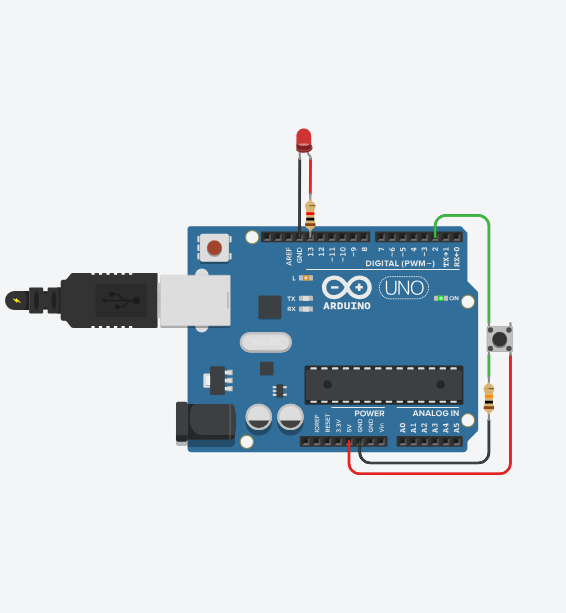 AREF
GND
13
12
~11
~10
~9
8
7
~6
~5
4
~3
2
TX→1
RX←0
DIGITAL (PWM~)
L
TX
RX
ARDUINO
UNO
ON
POWER
ANALOG IN
IOREF
RESET
3.3V
5V
GND
GND
Vin
A0
A1
A2
A3
A4
A5